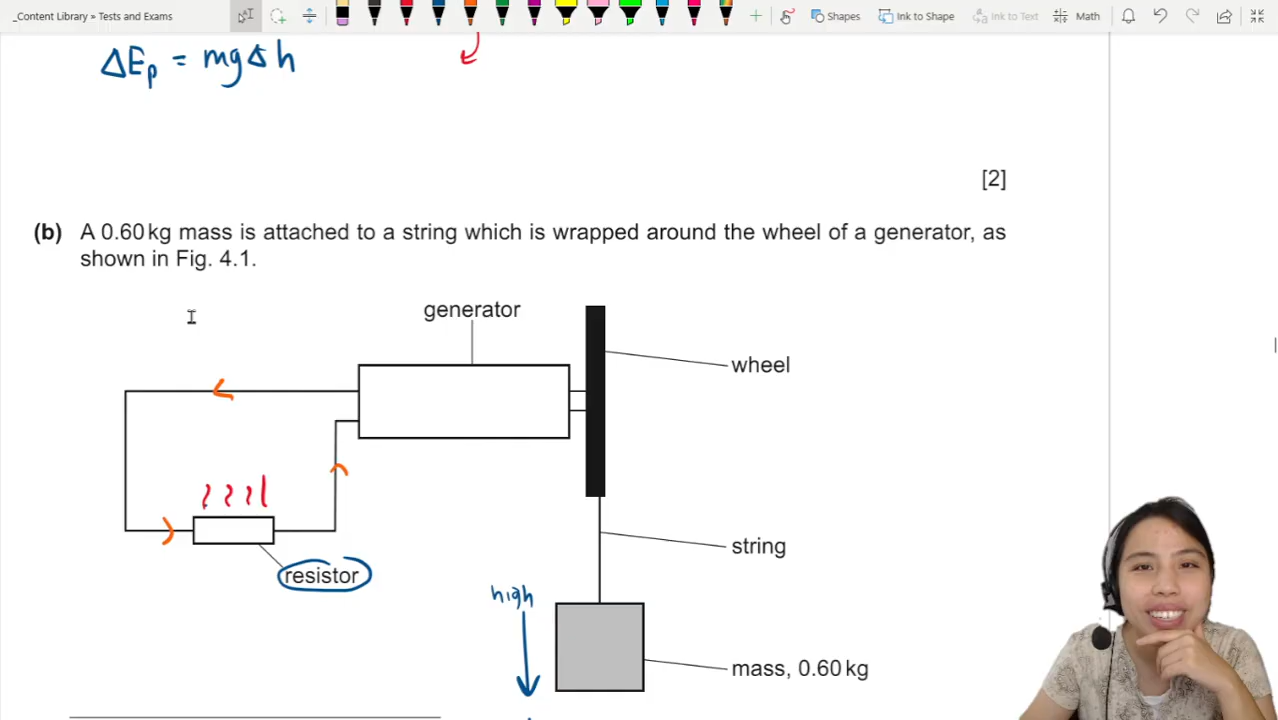 _Content Library » Tests and Exams
Shapes
Ink to Shape
Ink to Text
Math
ΔEp = mgΔh
[2]
(b) A 0.60 kg mass is attached to a string which is wrapped around the wheel of a generator, as
shown in Fig. 4.1.
generator
wheel
string
resistor
high
mass, 0.60 kg